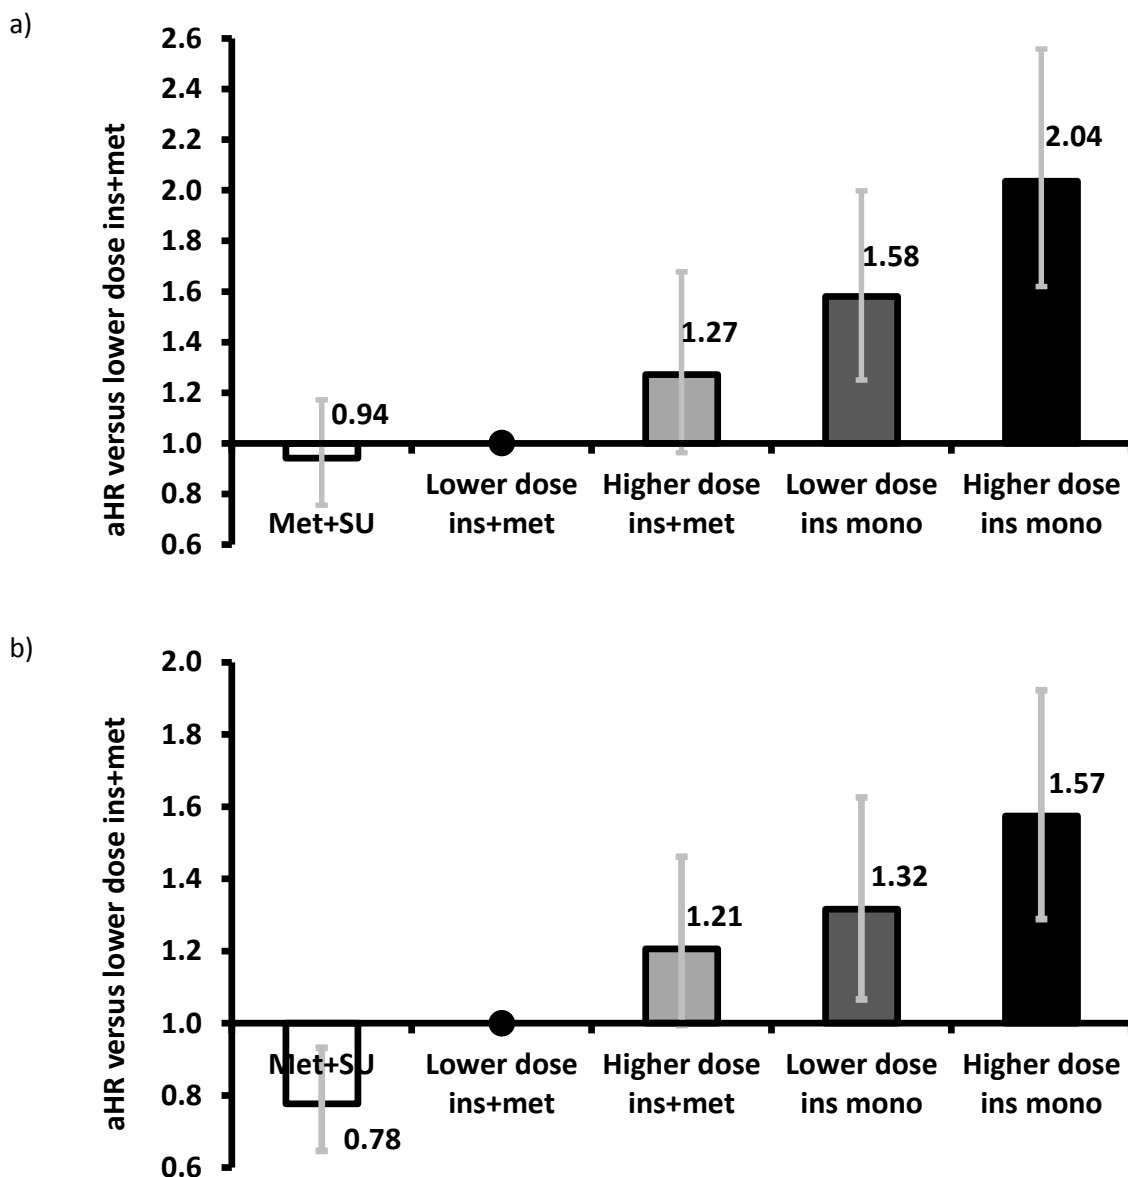 a)
aHR versus lower dose ins+met
2.6
2.4
2.2
2.0
1.8
1.6
1.4
1.2
1.0
0.8
0.6
0.94
1.27
1.58
2.04
Met+SU
Lower dose
ins+met
Higher dose
ins+met
Lower dose
ins mono
Higher dose
ins mono
b)
aHR versus lower dose ins+met
2.0
1.8
1.6
1.4
1.2
1.0
0.8
0.6
0.78
1.21
1.32
1.57
Met+SU
Lower dose
ins+met
Higher dose
ins+met
Lower dose
ins mono
Higher dose
ins mono